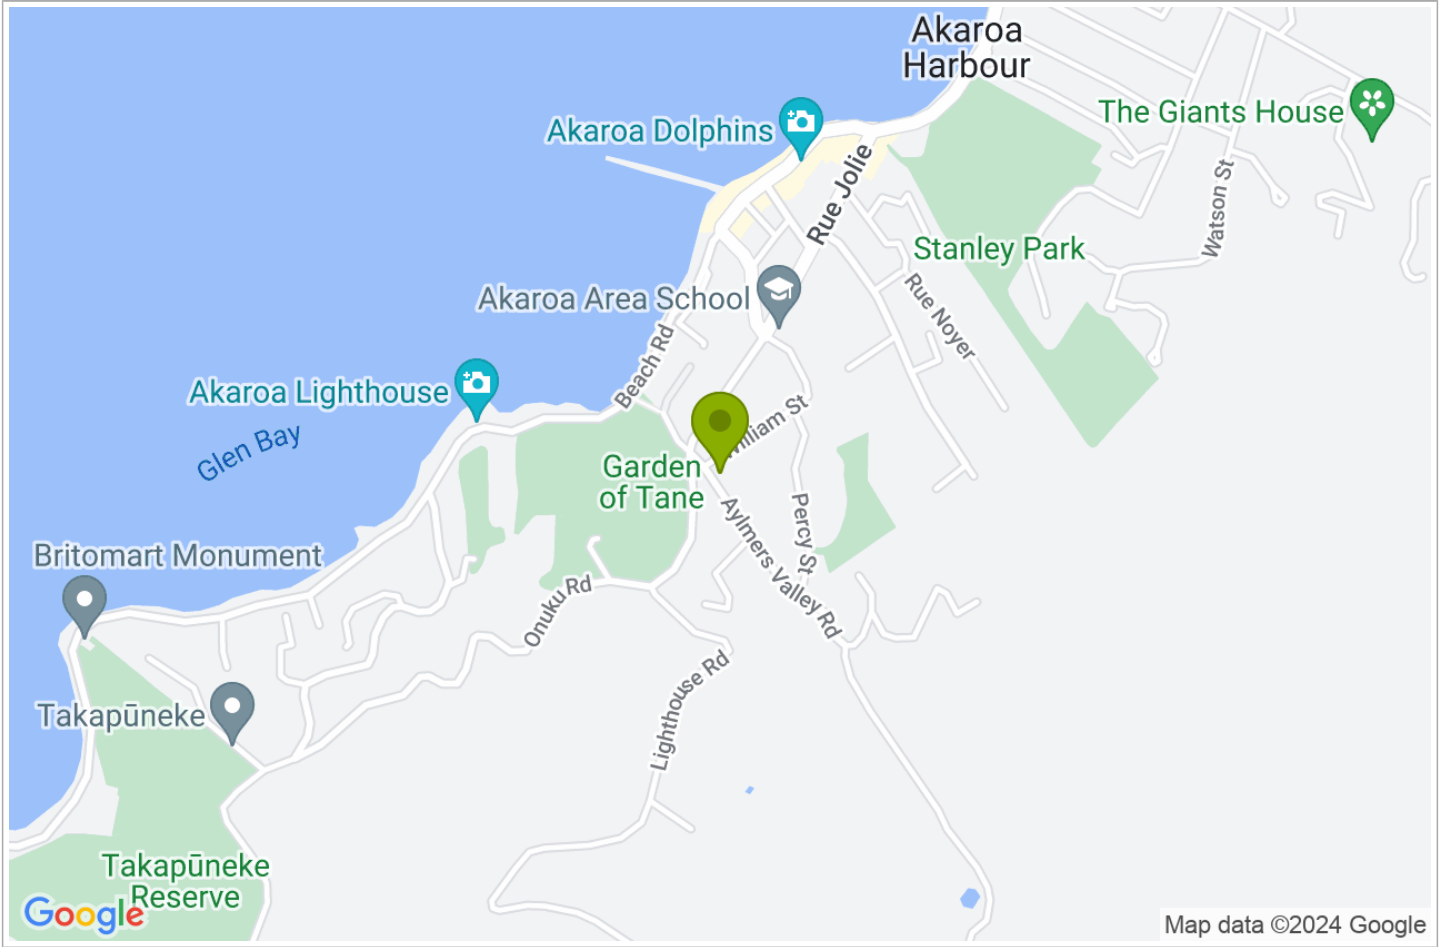 Akaroa
Harbour
The Giants House
Akaroa Dolphins
Rue Jolie
Watson St
Stanley Park
Akaroa Area School
Rue Noyer
Beach Rd
Akaroa Lighthouse
Glen Bay
William St
Garden
of Tane
Percy St
Aylmers Valley Rd
Britomart Monument
Onuku Rd
Lighthouse Rd
Takapūneke
Takapūneke
Reserve
Google
Map data ©2024 Google